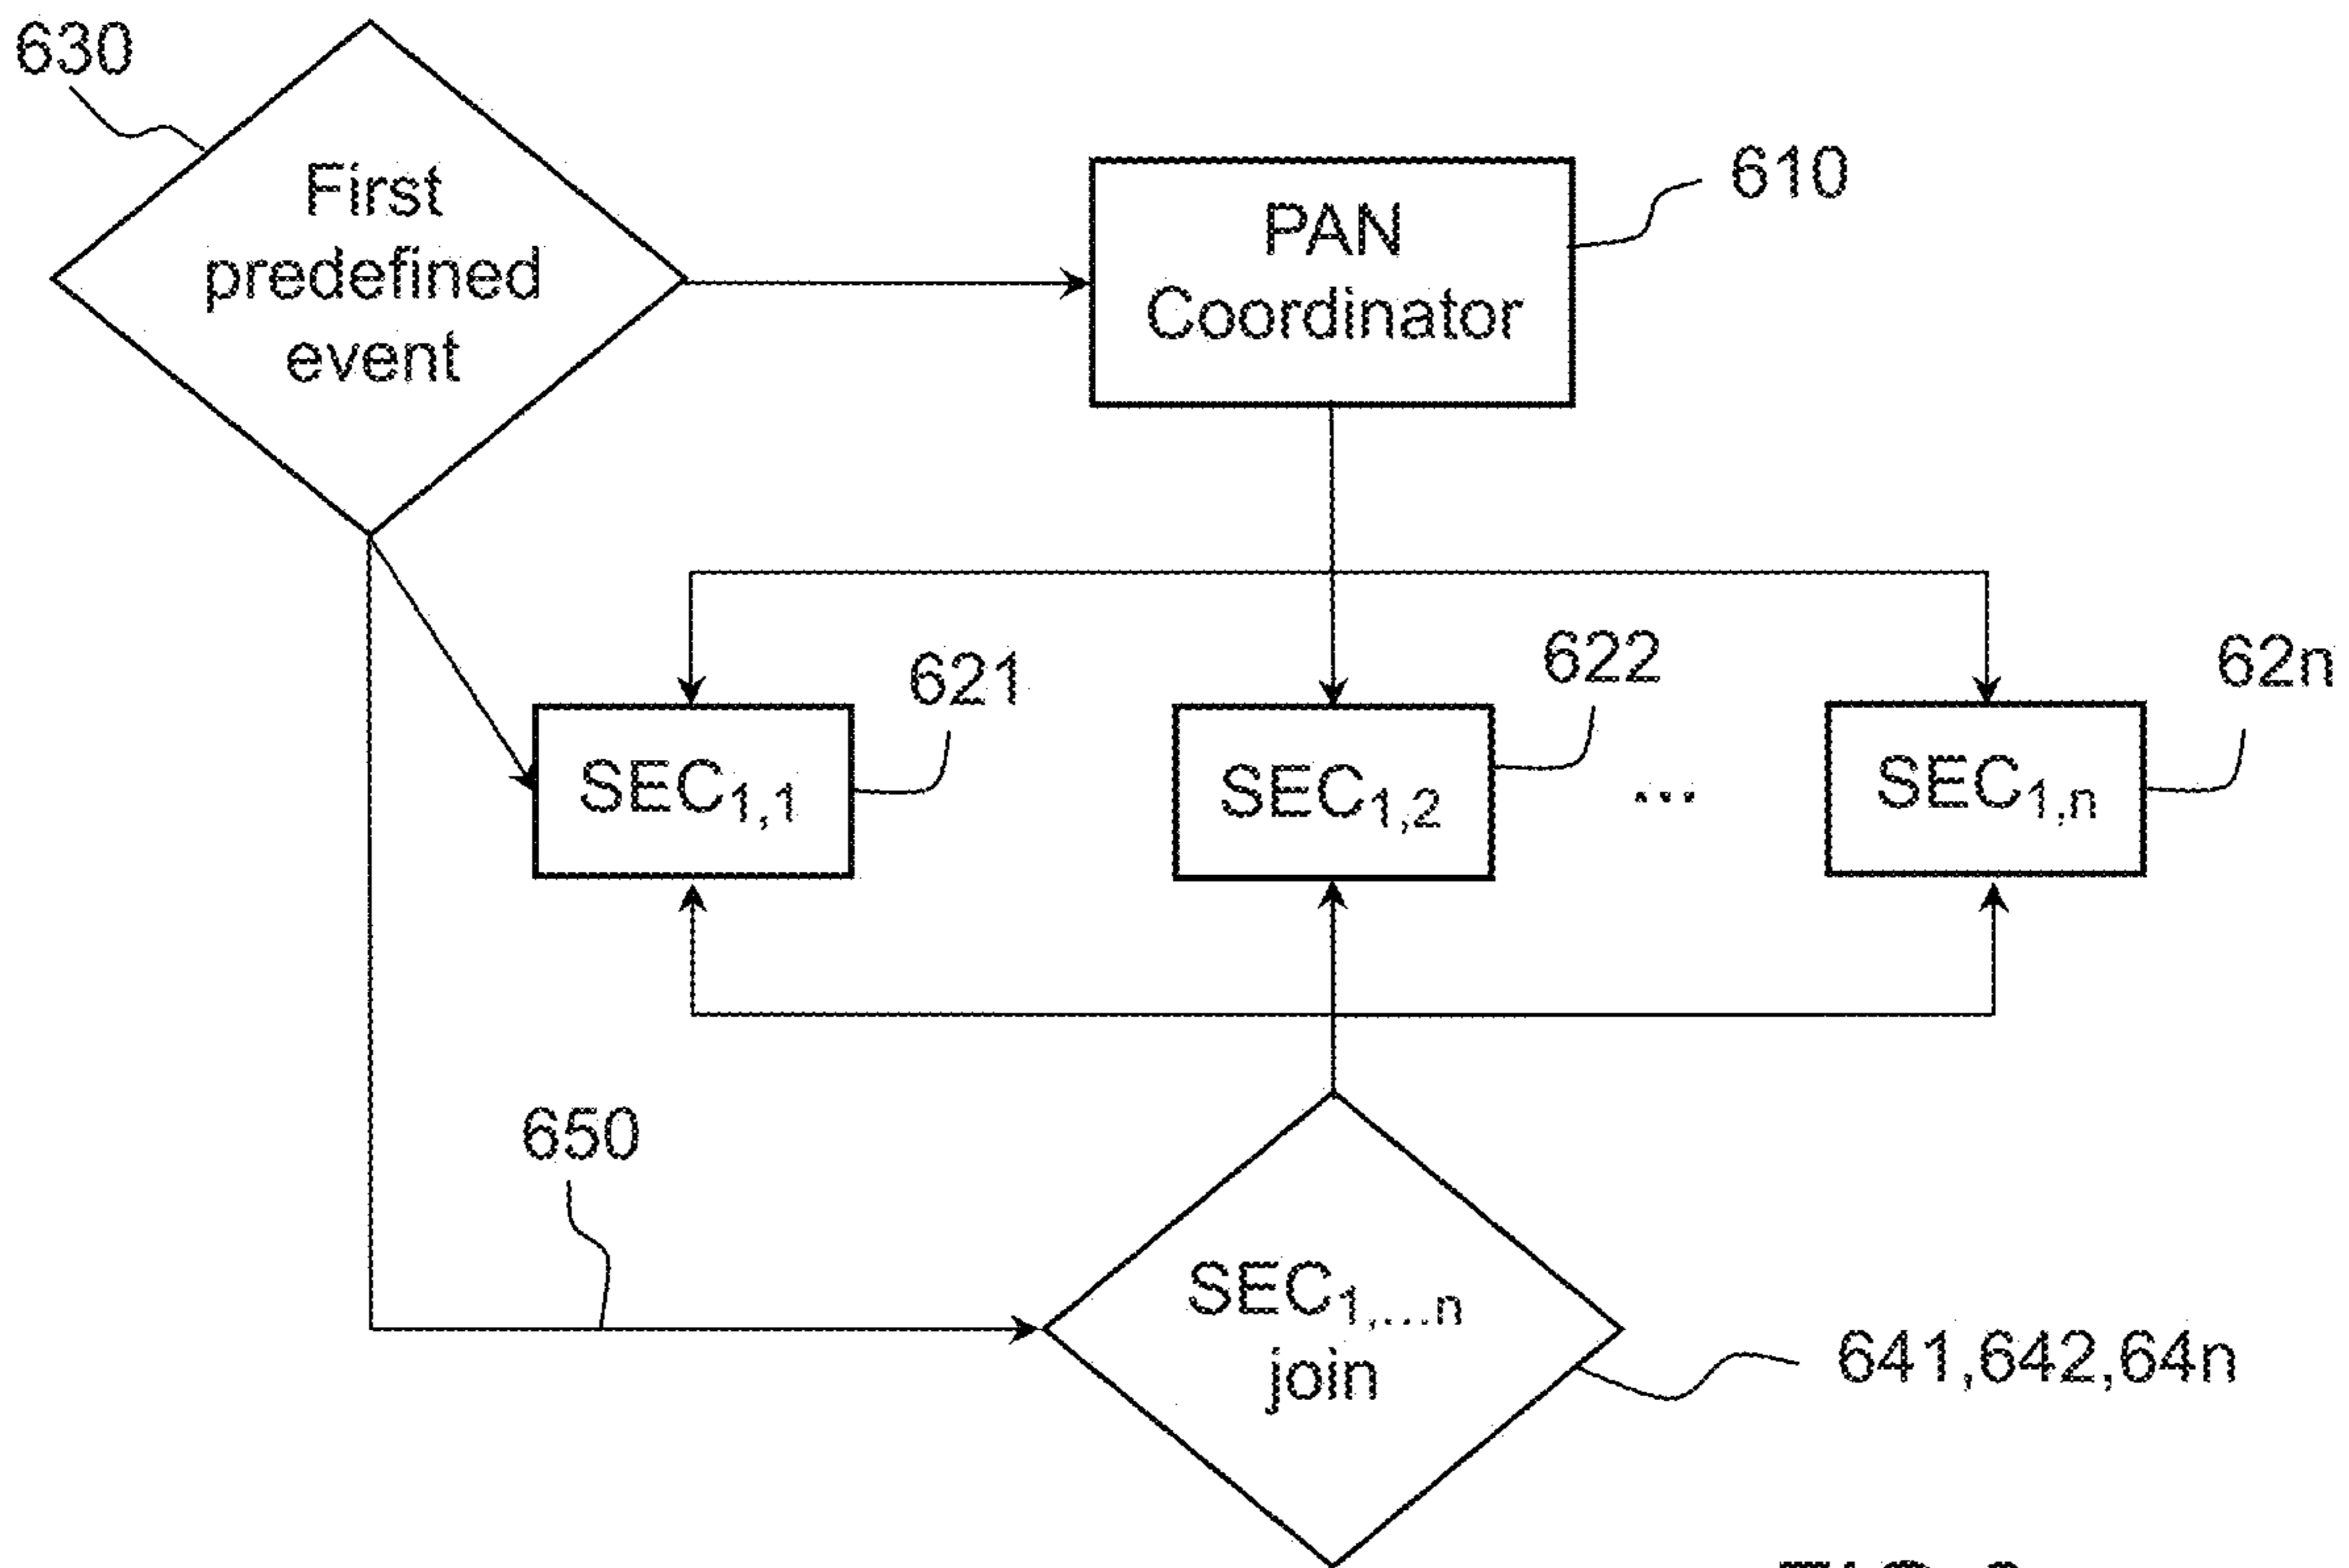 630
First
predefined
event
PAN
Coordinator
610
621
622
62n
SEC1,1
SEC1,2
...
SEC1,n
650
SEC1,...n
join
641,642,64n